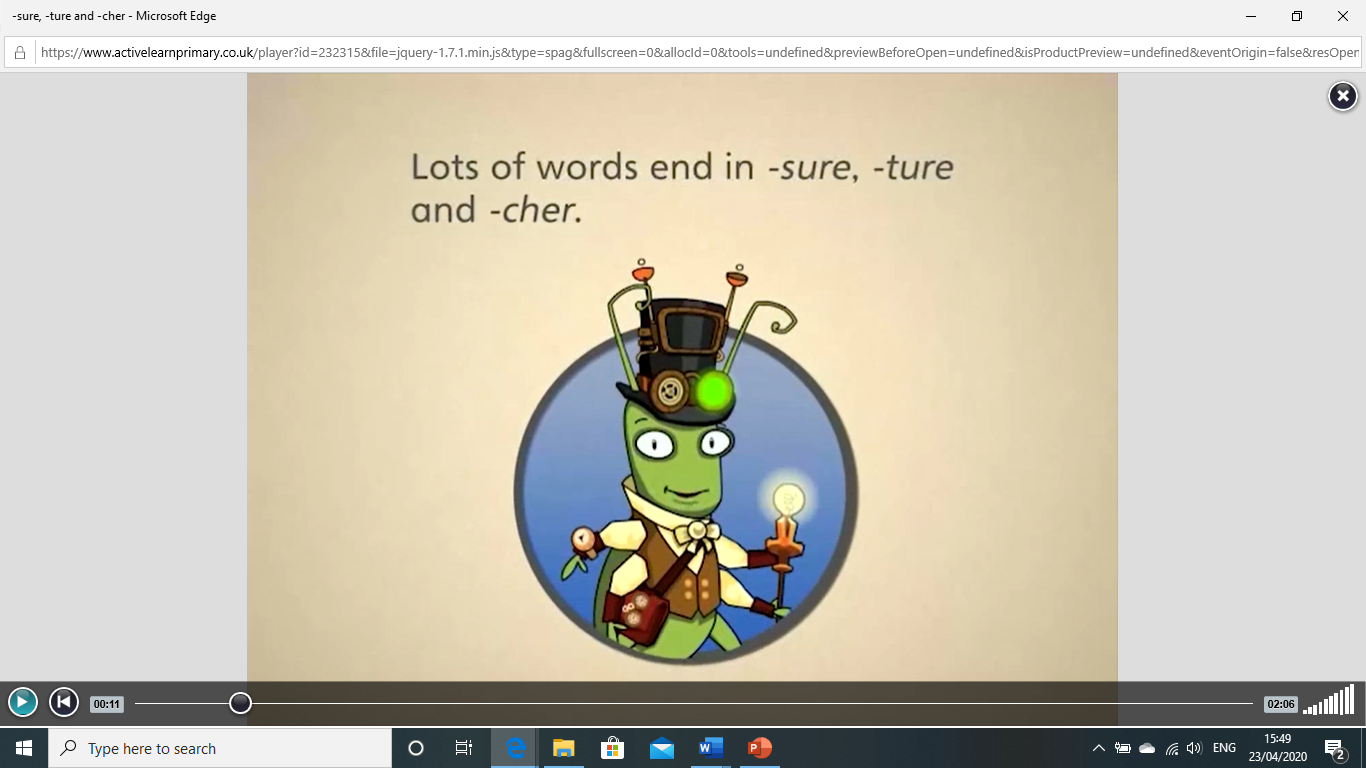 -sure, -ture and -cher - Microsoft Edge
https://www.activelearnprimary.co.uk/player?id=232315&file=jquery-1.7.1.min.js&type=spag&fullscreen=0&allocId=0&tools=undefined&previewBeforeOpen=undefined&isProductPreview=undefined&eventOrigin=false&resOpen
Lots of words end in -sure, -ture
and -cher.
00:11
02:06
Type here to search
ENG
15:49
23/04/2020
2